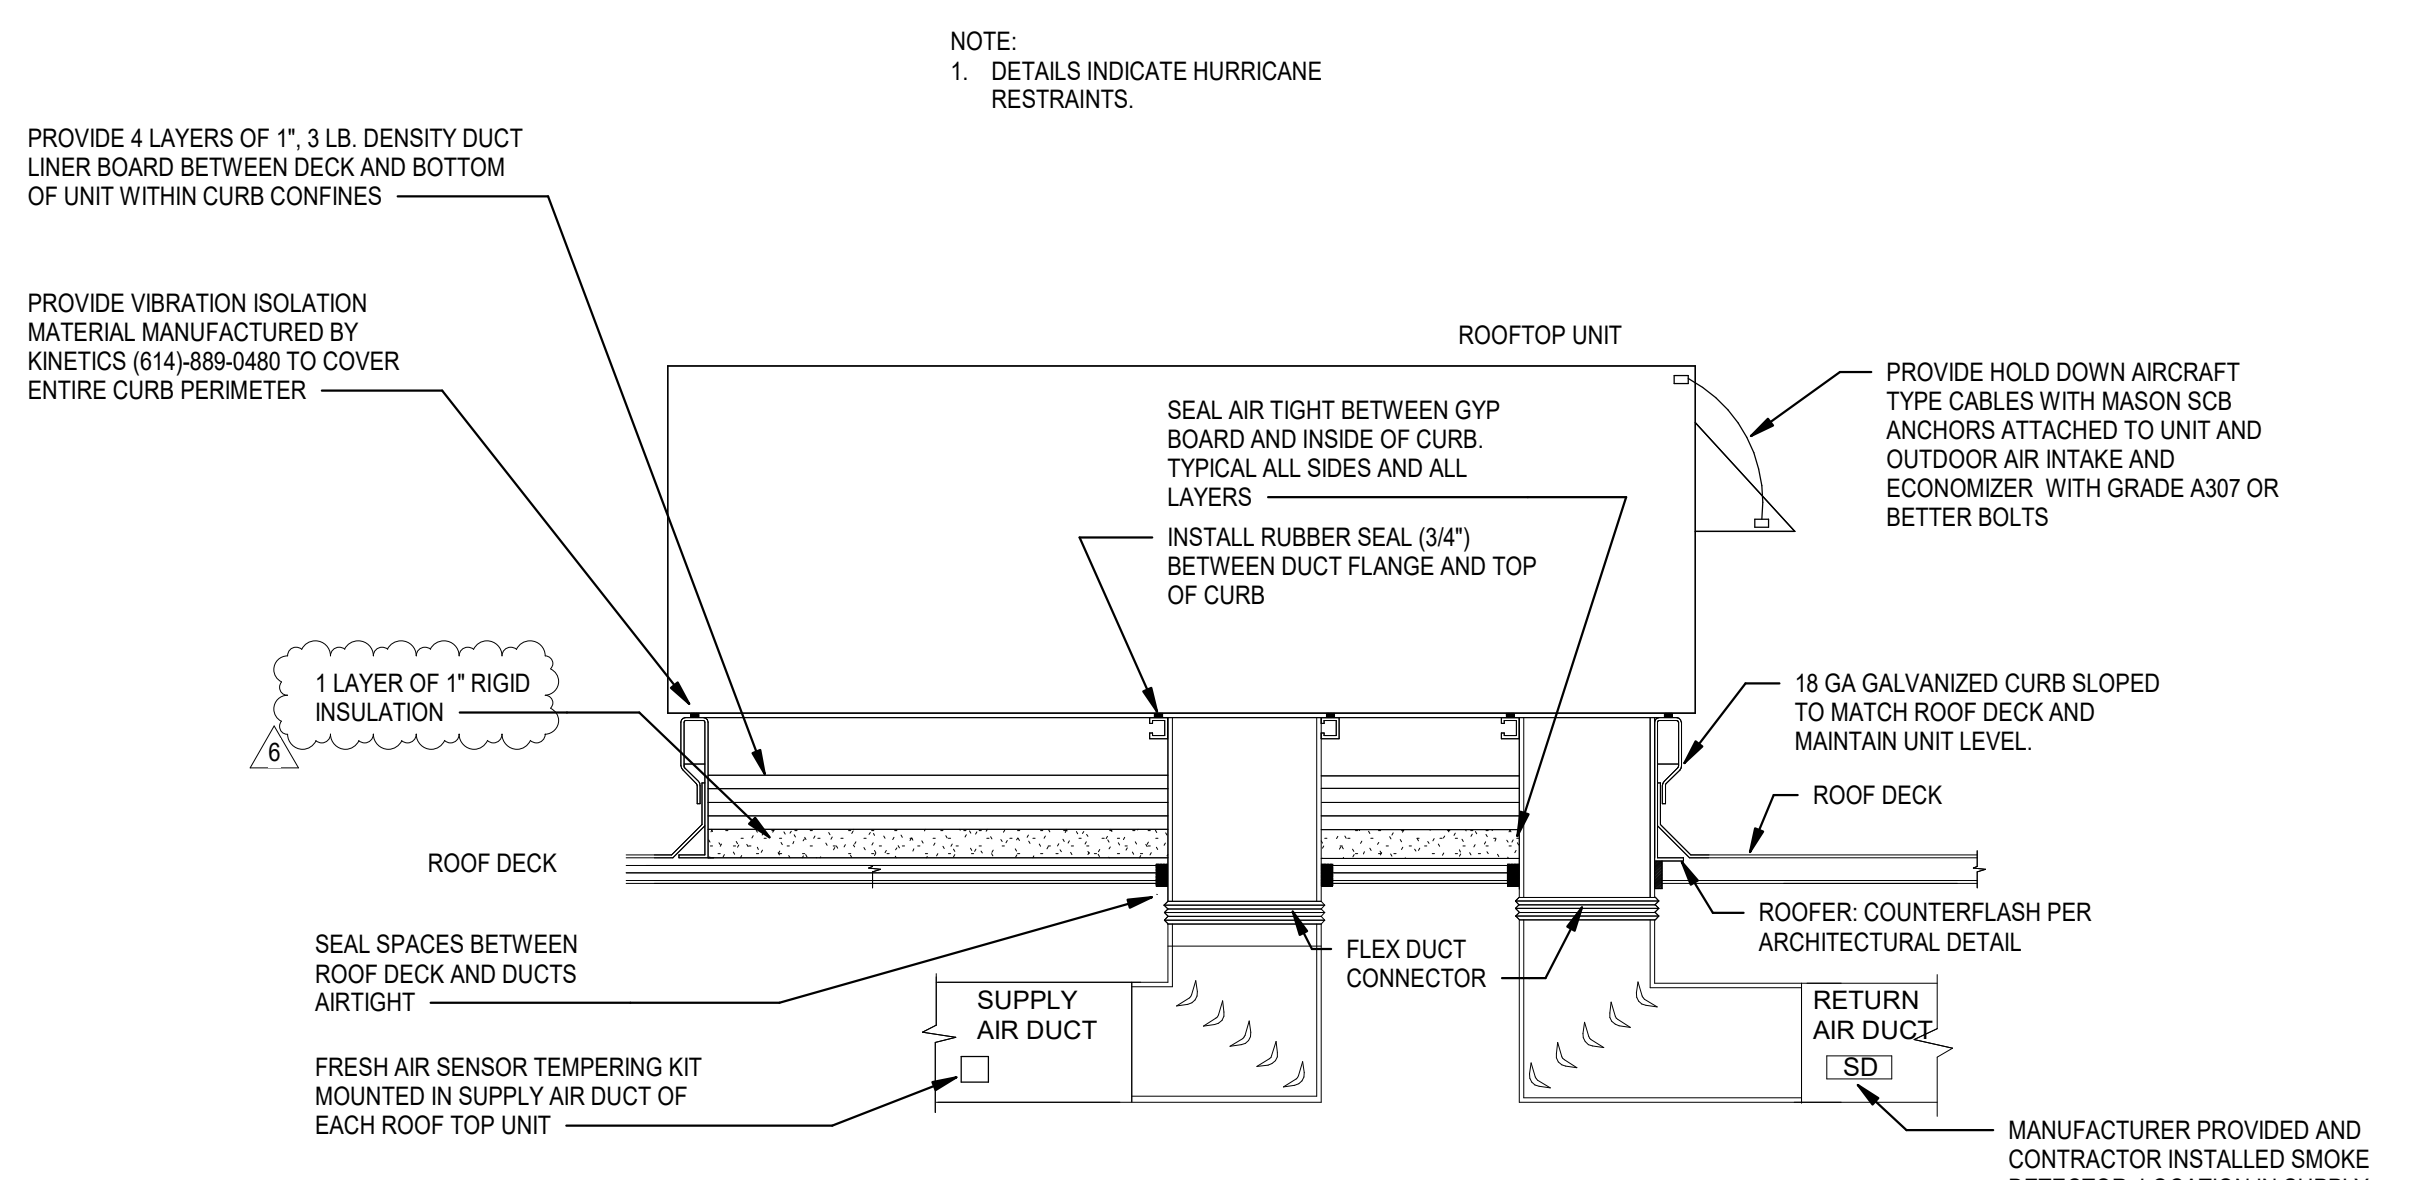 NOTE:
1. DETAILS INDICATE HURRICANE
RESTRAINTS.
PROVIDE 4 LAYERS OF 1", 3 LB. DENSITY DUCT
LINER BOARD BETWEEN DECK AND BOTTOM
OF UNIT WITHIN CURB CONFINES
PROVIDE VIBRATION ISOLATION
MATERIAL MANUFACTURED BY
KINETICS (614)-889-0480 TO COVER
ENTIRE CURB PERIMETER
ROOFTOP UNIT
PROVIDE HOLD DOWN AIRCRAFT
TYPE CABLES WITH MASON SCB
ANCHORS ATTACHED TO UNIT AND
OUTDOOR AIR INTAKE AND
ECONOMIZER WITH GRADE A307 OR
BETTER BOLTS
SEAL AIR TIGHT BETWEEN GYP
BOARD AND INSIDE OF CURB.
TYPICAL ALL SIDES AND ALL
LAYERS
INSTALL RUBBER SEAL (3/4")
BETWEEN DUCT FLANGE AND TOP
OF CURB
1 LAYER OF 1" RIGID
INSULATION
6
18 GA GALVANIZED CURB SLOPED
TO MATCH ROOF DECK AND
MAINTAIN UNIT LEVEL.
ROOF DECK
ROOF DECK
ROOFER: COUNTERFLASH PER
ARCHITECTURAL DETAIL
SEAL SPACES BETWEEN
ROOF DECK AND DUCTS
AIRTIGHT
FLEX DUCT
CONNECTOR
SUPPLY
AIR DUCT
RETURN
AIR DUCT
SD
FRESH AIR SENSOR TEMPERING KIT
MOUNTED IN SUPPLY AIR DUCT OF
EACH ROOF TOP UNIT
MANUFACTURER PROVIDED AND
CONTRACTOR INSTALLED SMOKE
DETECTOR. LOCATION IN SUPPLY